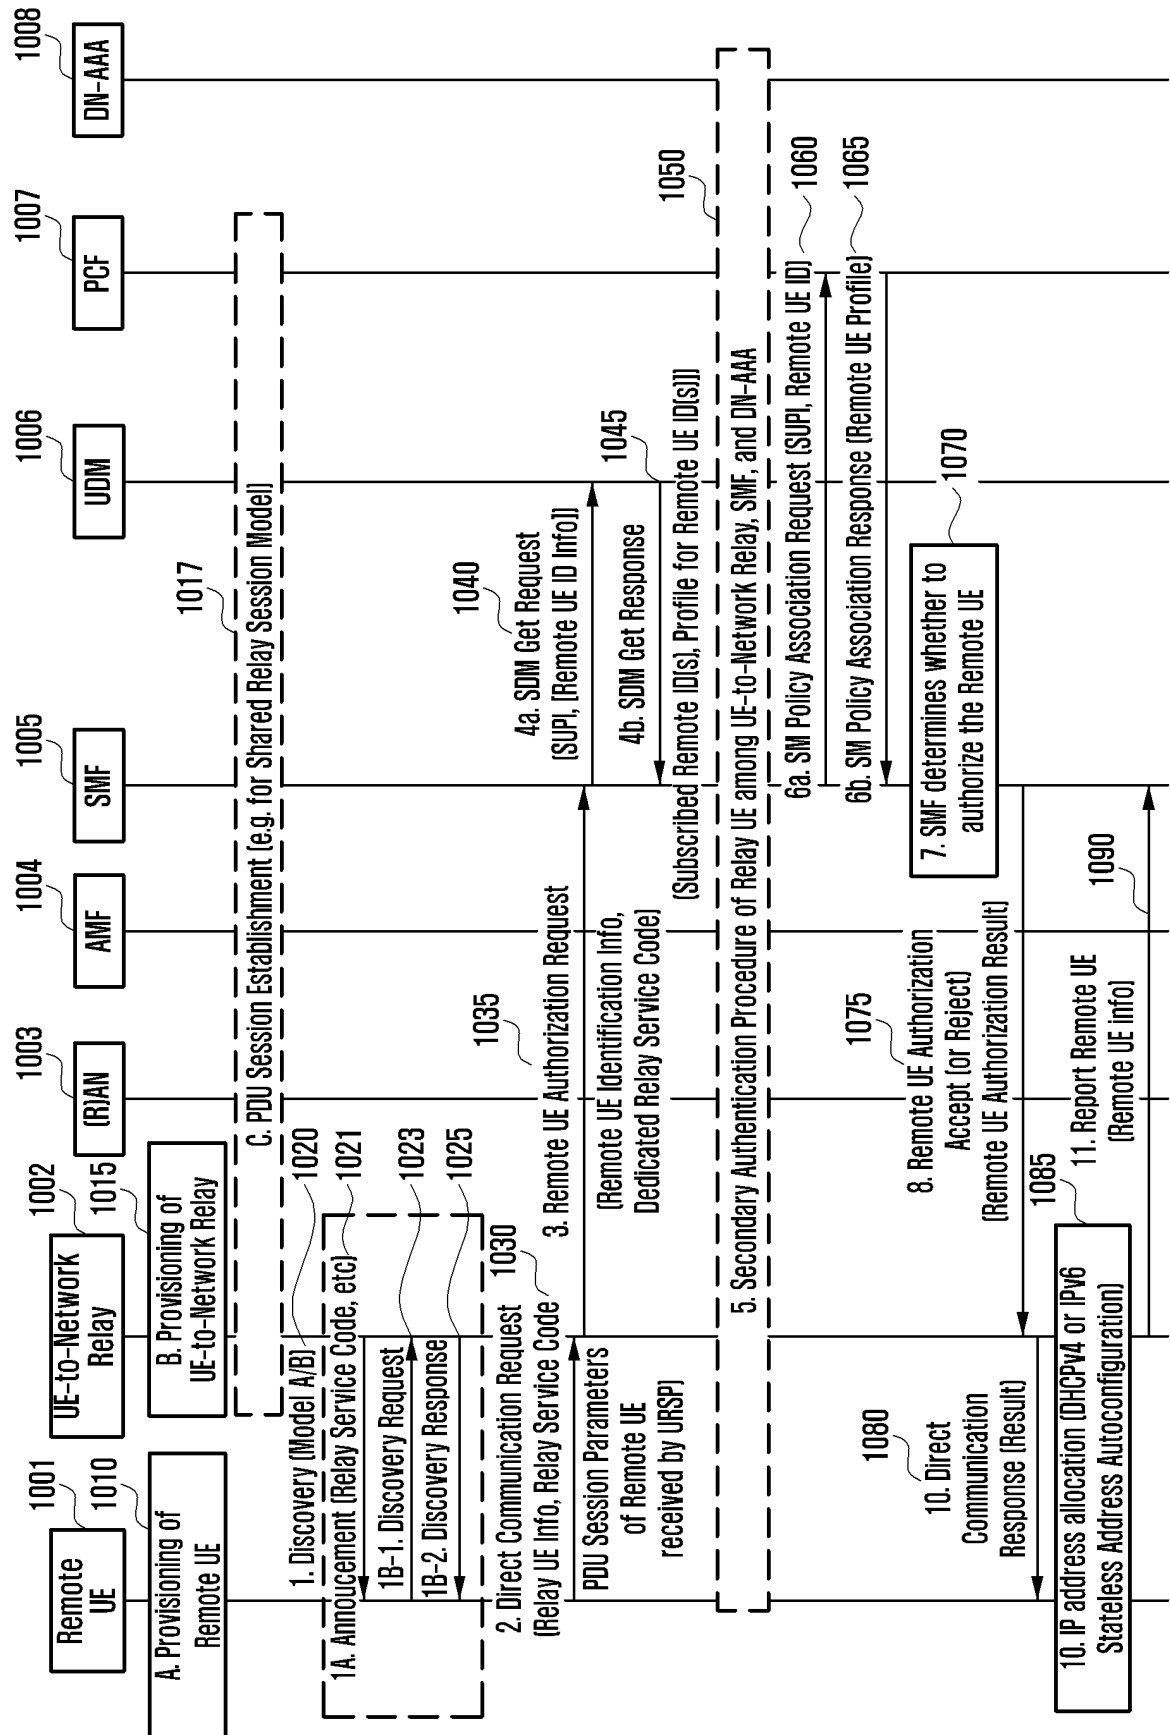 1001
1002
1003
1004
1005
1006
1007
1008
Remote
UE
UE-to-Network
Relay
(R)AN
AMF
SMF
UDM
PCF
DN-AAA
1010
A. Provisioning of
Remote UE
1015
B. Provisioning of
UE-to-Network Relay
1017
C. PDU Session Establishment (e.g. for Shared Relay Session Model)
1. Discovery (Model A/B)
1020
1A. Annoucement (Relay Service Code, etc)
1021
1B-1. Discovery Request
1023
1B-2. Discovery Response
1025
2. Direct Communication Request
(Relay UE Info, Relay Service Code
1030
PDU Session Parameters
of Remote UE
received by URSP)
1035
3. Remote UE Authorization Request
(Remote UE Identification Info,
Dedicated Relay Service Code)
1040
4a. SDM Get Request
(SUPI, [Remote UE ID Info])
4b. SDM Get Response
1045
(Subscribed Remote ID(s), Profile for Remote UE ID(s)])
1050
5. Secondary Authentication Procedure of Relay UE among UE-to-Network Relay, SMF, and DN-AAA
6a. SM Policy Association Request (SUPI, Remote UE ID)
1060
6b. SM Policy Association Response (Remote UE Profile)
1065
7. SMF determines whether to
authorize the Remote UE
1070
1075
8. Remote UE Authorization
Accept (or Reject)
(Remote UE Authorization Result)
1080
10. Direct
Communication
Response (Result)
1085
10. IP address allocation (DHCPv4 or IPv6
Stateless Address Autoconfiguration)
11. Report Remote UE
(Remote UE info)
1090